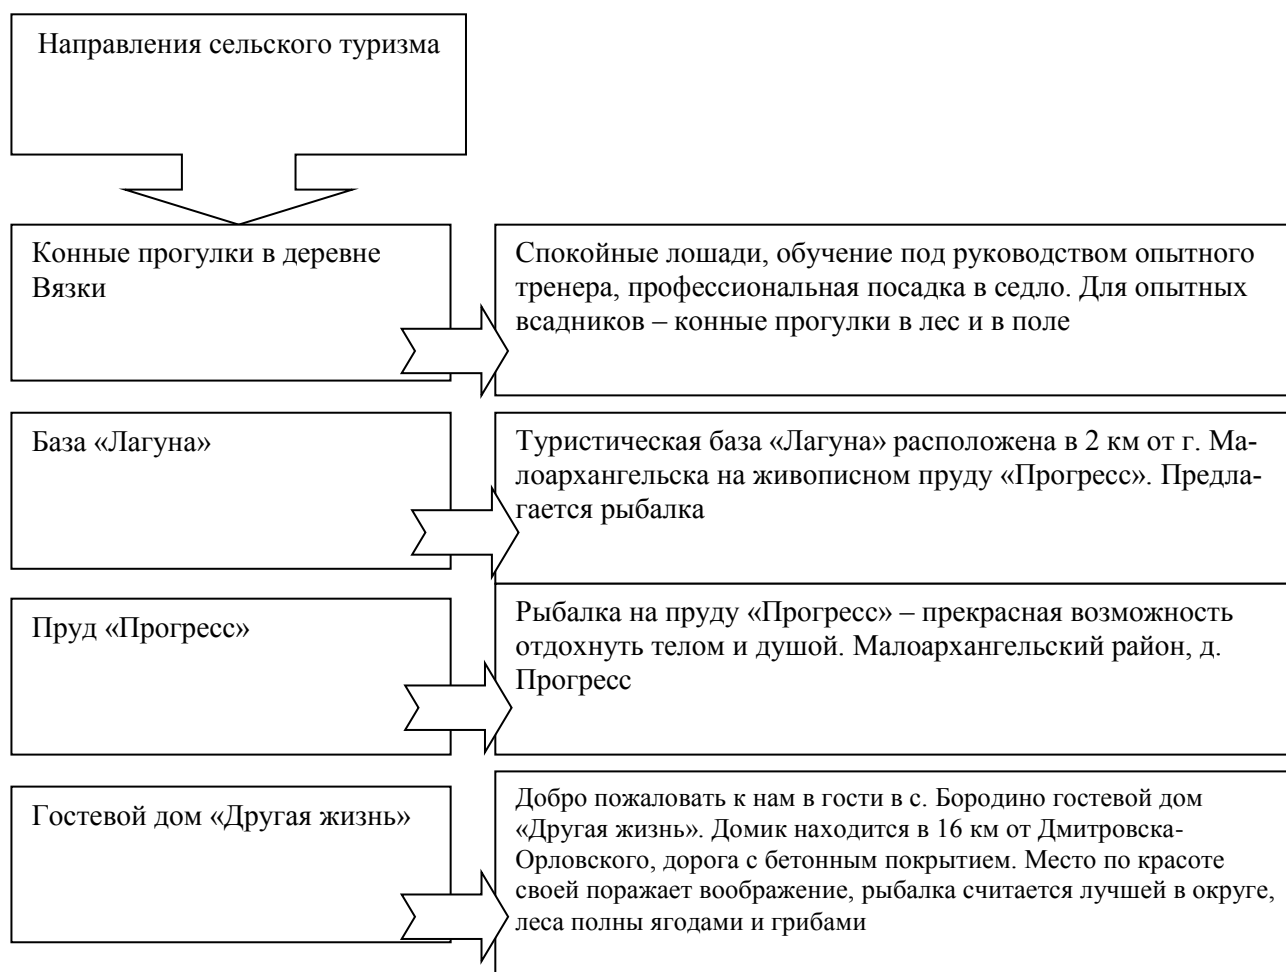 Направления сельского туризма
Конные прогулки в деревне
Вязки
Спокойные лошади, обучение под руководством опытного
тренера, профессиональная посадка в седло. Для опытных
всадников – конные прогулки в лес и в поле
База «Лагуна»
Туристическая база «Лагуна» расположена в 2 км от г. Ма-
лоархангельска на живописном пруду «Прогресс». Предла-
гается рыбалка
Пруд «Прогресс»
Рыбалка на пруду «Прогресс» – прекрасная возможность
отдохнуть телом и душой. Малоархангельский район, д.
Прогресс
Гостевой дом «Другая жизнь»
Добро пожаловать к нам в гости в с. Бородино гостевой дом
«Другая жизнь». Домик находится в 16 км от Дмитровска-
Орловского, дорога с бетонным покрытием. Место по красоте
своей поражает воображение, рыбалка считается лучшей в округе,
леса полны ягодами и грибами